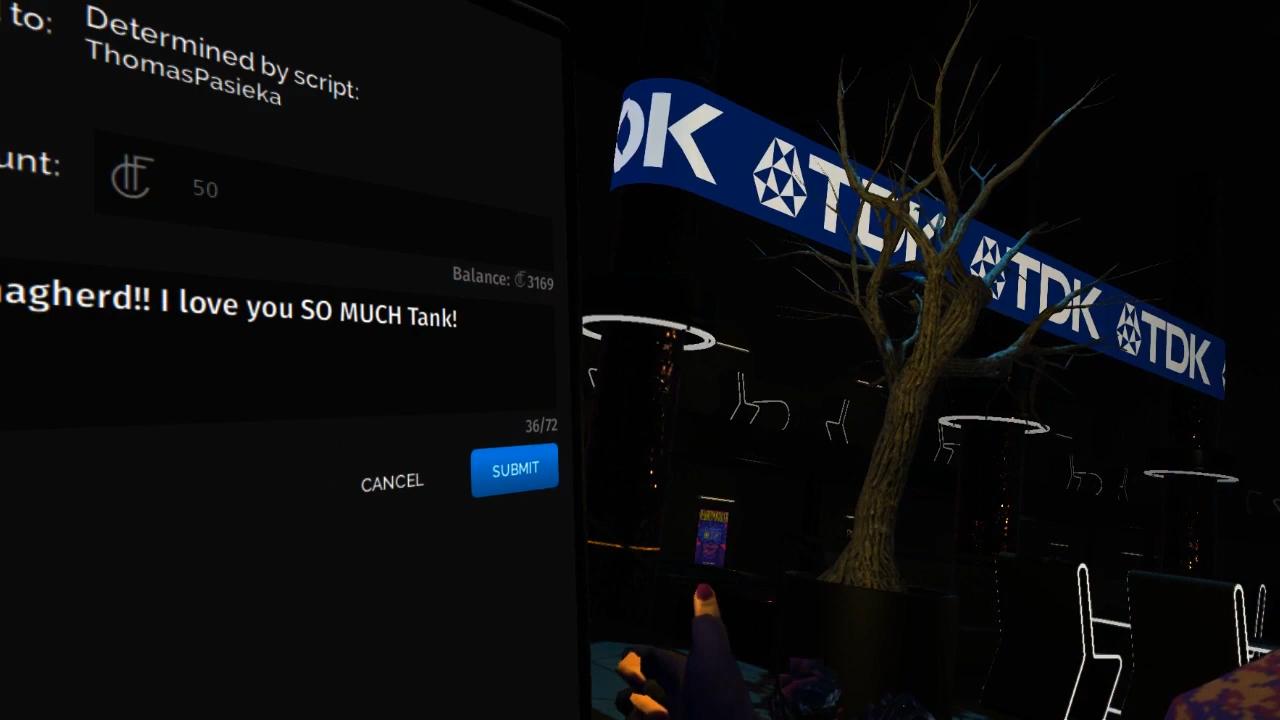 to:
Determined by script:
ThomasPasieka
unt:
50
Balance: 3169
agherd!! I love you SO MUCH Tank!
36/72
CANCEL
SUBMIT
DK
TDK
TDK
TDK